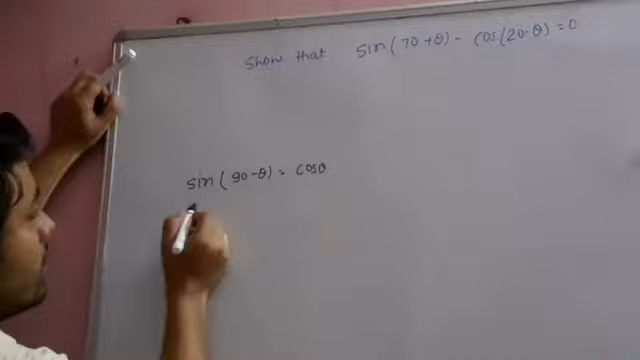 Show that sin(70+θ) - cos(20-θ) = 0
sin(90-θ) = cosθ